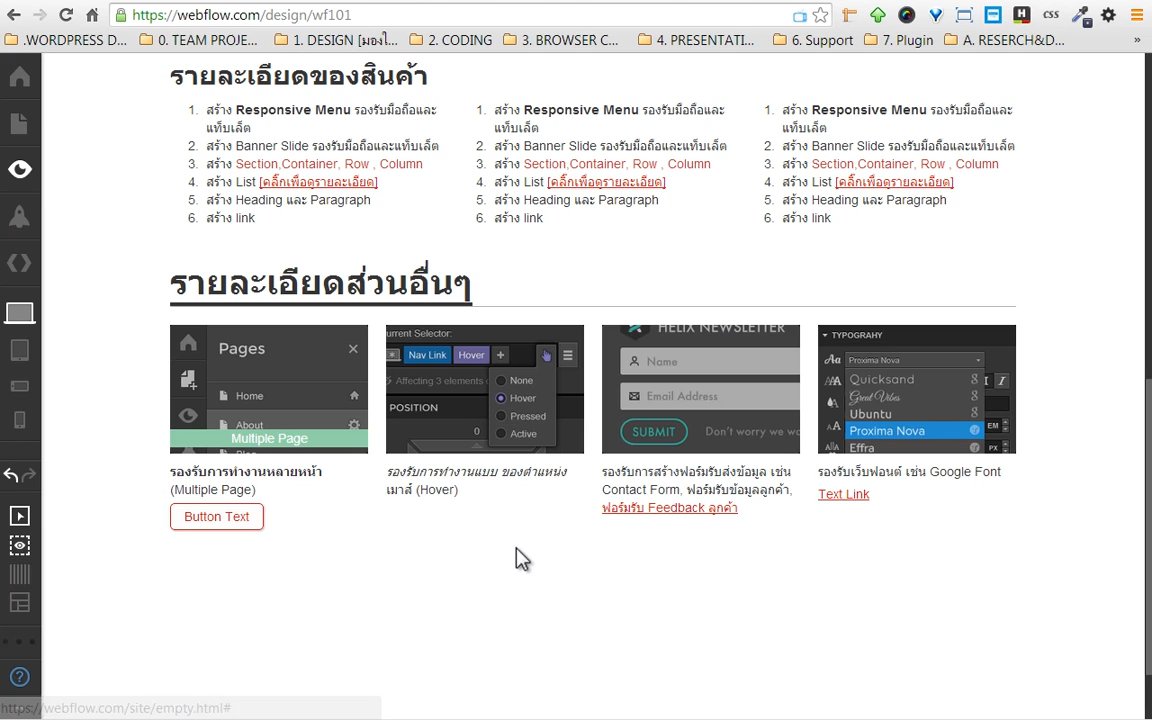 https://webflow.com/design/wf101
.WORDPRESS D...
0. TEAM PROJE...
1. DESIGN [มองใ...
2. CODING
3. BROWSER C...
4. PRESENTATI...
6. Support
7. Plugin
A. RESERCH&D...
»
CSS
รายละเอียดของสินค้า
1. สร้าง Responsive Menu รองรับมือถือและ
แท็บเล็ต
2. สร้าง Banner Slide รองรับมือถือและแท็บเล็ต
3. สร้าง Section,Container, Row , Column
4. สร้าง List [คลิ๊กเพื่อดูรายละเอียด]
5. สร้าง Heading และ Paragraph
6. สร้าง link
1. สร้าง Responsive Menu รองรับมือถือและ
แท็บเล็ต
2. สร้าง Banner Slide รองรับมือถือและแท็บเล็ต
3. สร้าง Section,Container, Row , Column
4. สร้าง List [คลิ๊กเพื่อดูรายละเอียด]
5. สร้าง Heading และ Paragraph
6. สร้าง link
1. สร้าง Responsive Menu รองรับมือถือและ
แท็บเล็ต
2. สร้าง Banner Slide รองรับมือถือและแท็บเล็ต
3. สร้าง Section,Container, Row , Column
4. สร้าง List [คลิ๊กเพื่อดูรายละเอียด]
5. สร้าง Heading และ Paragraph
6. สร้าง link
รายละเอียดส่วนอื่นๆ
Pages
Home
About
Multiple Page
รองรับการทำงานหลายหน้า
(Multiple Page)
Button Text
urrent Selector:
Nav Link
Hover
+
Affecting 3 elements
None
Hover
Pressed
Active
POSITION
0
รองรับการทำงานแบบ ของตำแหน่ง
เมาส์ (Hover)
HELIX NEWSLETTER
Name
Email Address
SUBMIT
Don't worry we wo
รองรับการสร้างฟอร์มรับส่งข้อมูล เช่น
Contact Form, ฟอร์มรับข้อมูลลูกค้า,
ฟอร์มรับ Feedback ลูกค้า
TYPOGRAHY
Aa
Proxima Nova
Quicksand
Great Vibes
Ubuntu
Proxima Nova
Effra
I
EM
PX
รองรับเว็บฟอนต์ เช่น Google Font
Text Link
https://webflow.com/site/empty.html#